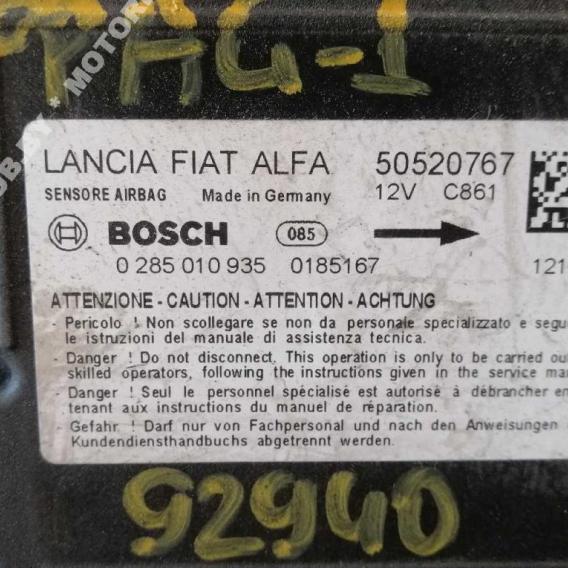 PAG-1
LANCIA FIAT ALFA 50520767
SENSORE AIRBAG Made in Germany 12V C861
BOSCH 085
0 285 010 935 0185167 121
ATTENZIONE - CAUTION - ATTENTION - ACHTUNG
- Pericolo ! Non scollegare se non da personale specializzato e segu
le istruzioni del manuale di assistenza tecnica.
- Danger ! Do not disconnect. This operation is only to be carried ou
skilled operators, following the instructions given in the service ma
- Danger ! Seul le personnel spécialisé est autorisé à débrancher en
tenant aux instructions du manuel de réparation.
- Gefahr ! Darf nur von Fachpersonal und nach den Anweisungen
Kundendiensthandbuchs abgetrennt werden.
92940